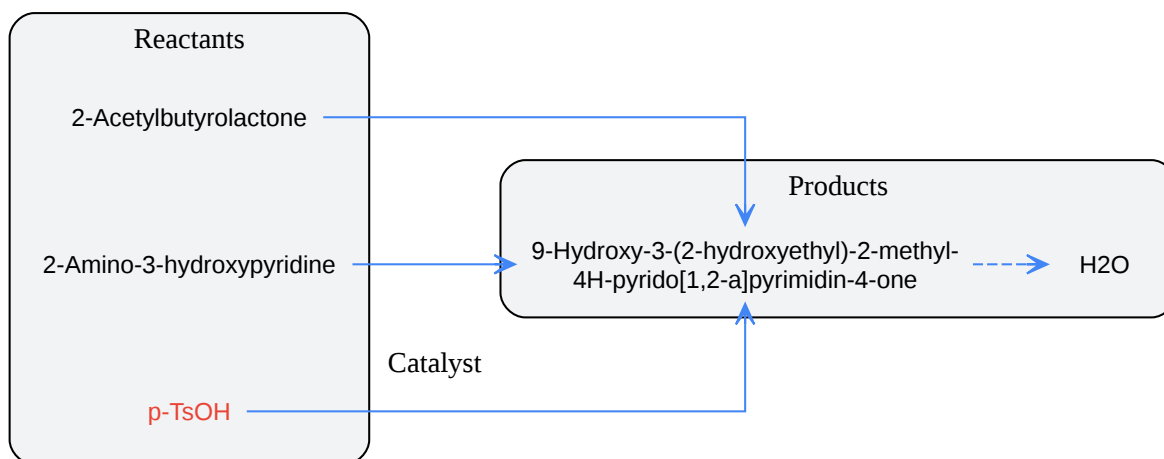 Reactants
2-Acetylbutyrolactone
Products
2-Amino-3-hydroxypyridine
9-Hydroxy-3-(2-hydroxyethyl)-2-methyl-
4H-pyrido[1,2-a]pyrimidin-4-one
H2O
Catalyst
p-TsOH